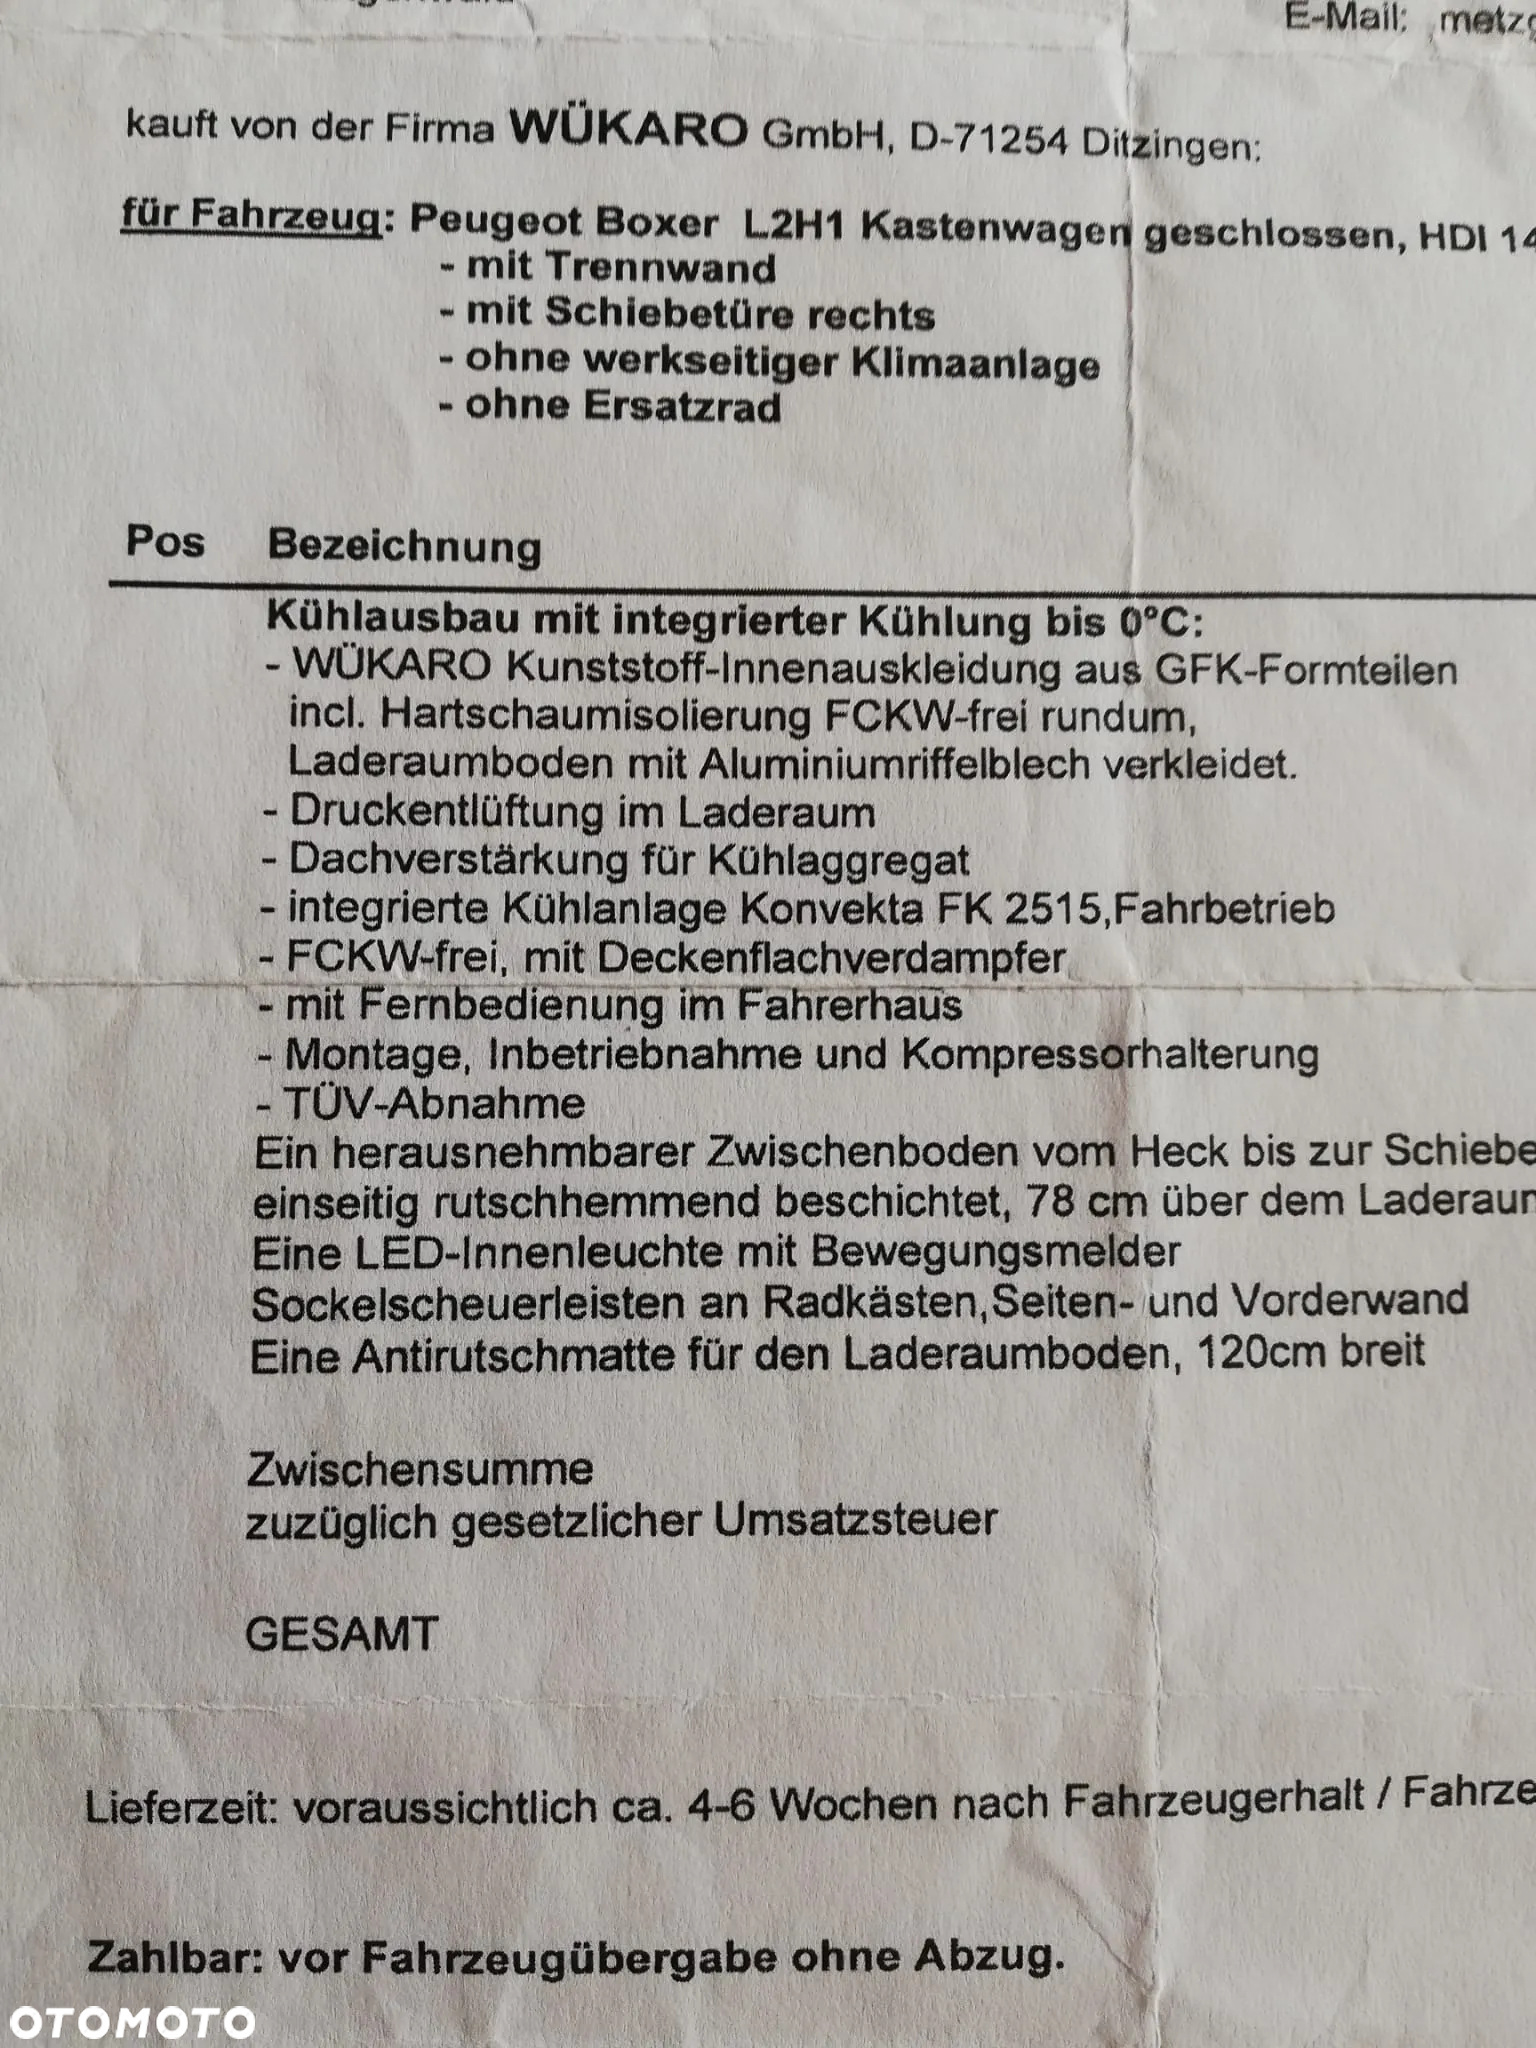 E-Mail: metzg
kauft von der Firma WÜKARO GmbH, D-71254 Ditzingen:
für Fahrzeug: Peugeot Boxer L2H1 Kastenwagen geschlossen, HDI 14
- mit Trennwand
- mit Schiebetüre rechts
- ohne werkseitiger Klimaanlage
- ohne Ersatzrad
Pos Bezeichnung
Kühlausbau mit integrierter Kühlung bis 0°C:
- WÜKARO Kunststoff-Innenauskleidung aus GFK-Formteilen
incl. Hartschaumisolierung FCKW-frei rundum,
Laderaumboden mit Aluminiumriffelblech verkleidet.
- Druckentlüftung im Laderaum
- Dachverstärkung für Kühlaggregat
- integrierte Kühlanlage Konvekta FK 2515,Fahrbetrieb
- FCKW-frei, mit Deckenflachverdampfer
- mit Fernbedienung im Fahrerhaus
- Montage, Inbetriebnahme und Kompressorhalterung
- TÜV-Abnahme
Ein herausnehmbarer Zwischenboden vom Heck bis zur Schiebe
einseitig rutschhemmend beschichtet, 78 cm über dem Laderaum
Eine LED-Innenleuchte mit Bewegungsmelder
Sockelscheuerleisten an Radkästen,Seiten- und Vorderwand
Eine Antirutschmatte für den Laderaumboden, 120cm breit
Zwischensumme
zuzüglich gesetzlicher Umsatzsteuer
GESAMT
Lieferzeit: voraussichtlich ca. 4-6 Wochen nach Fahrzeugerhalt / Fahrze
Zahlbar: vor Fahrzeugübergabe ohne Abzug.
OTOMOTO